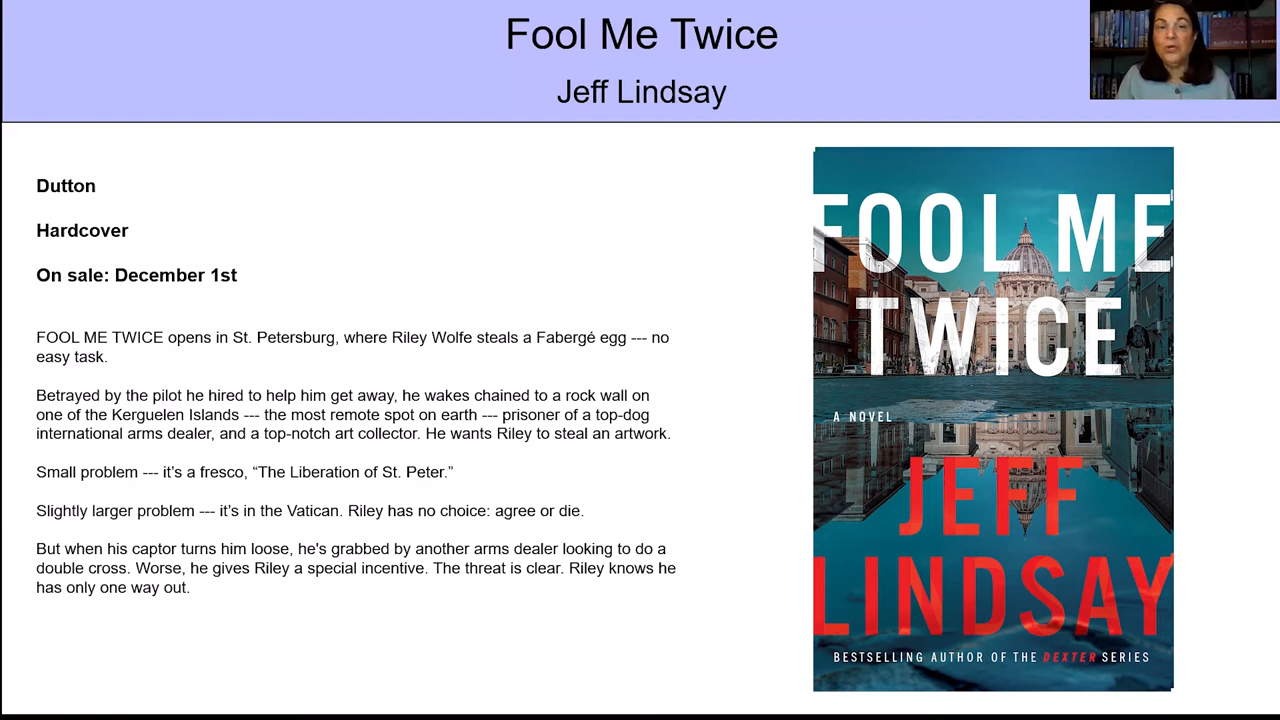 Fool Me Twice
Jeff Lindsay
Dutton
Hardcover
On sale: December 1st
FOOL ME TWICE opens in St. Petersburg, where Riley Wolfe steals a Fabergé egg --- no
easy task.
Betrayed by the pilot he hired to help him get away, he wakes chained to a rock wall on
one of the Kerguelen Islands --- the most remote spot on earth --- prisoner of a top-dog
international arms dealer, and a top-notch art collector. He wants Riley to steal an artwork.
Small problem --- it's a fresco, “The Liberation of St. Peter.”
Slightly larger problem --- it's in the Vatican. Riley has no choice: agree or die.
But when his captor turns him loose, he's grabbed by another arms dealer looking to do a
double cross. Worse, he gives Riley a special incentive. The threat is clear. Riley knows he
has only one way out.
FOOL ME
TWICE
A NOVEL
JEFF
LINDSAY
BESTSELLING AUTHOR OF THE DEXTER SERIES